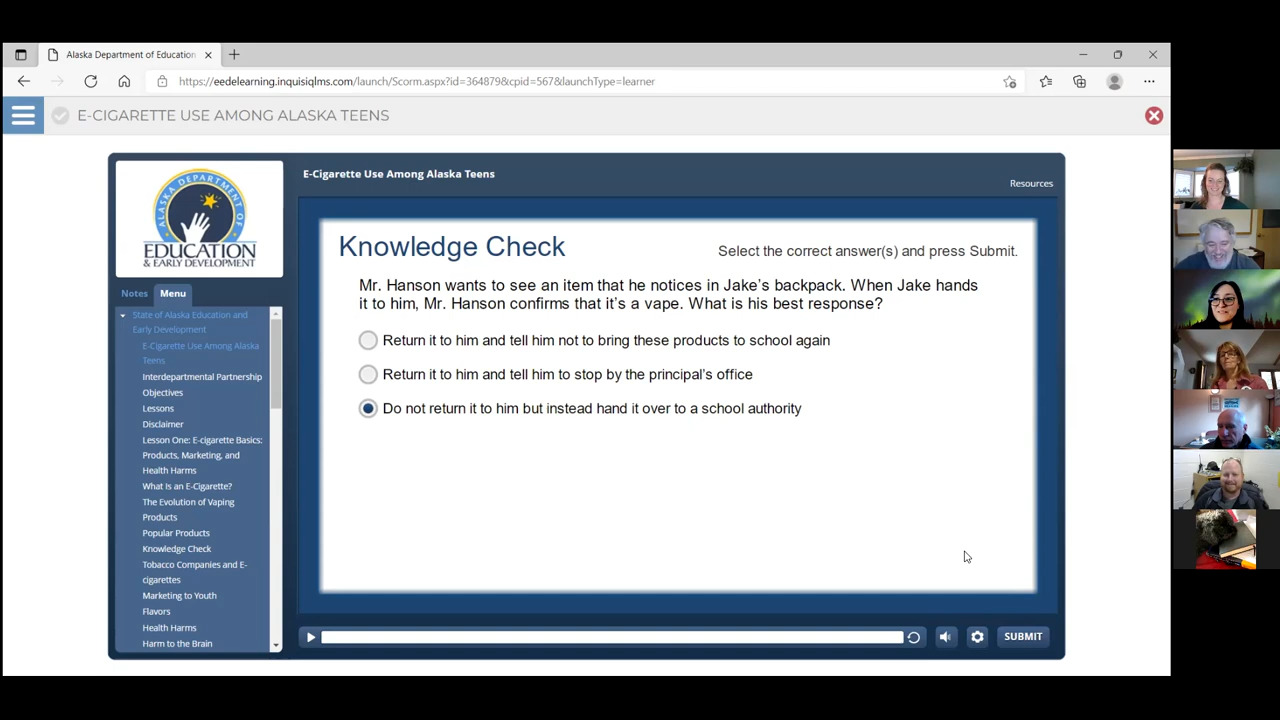 Alaska Department of Education
https://eedelearning.inquisiqlms.com/launch/Scorm.aspx?id=364879&cpid=567&launchType=learner
E-CIGARETTE USE AMONG ALASKA TEENS
ALASKA DEPARTMENT OF
EDUCATION
& EARLY DEVELOPMENT
Notes
Menu
State of Alaska Education and
Early Development
E-Cigarette Use Among Alaska
Teens
Interdepartmental Partnership
Objectives
Lessons
Disclaimer
Lesson One: E-cigarette Basics:
Products, Marketing, and
Health Harms
What Is an E-Cigarette?
The Evolution of Vaping
Products
Popular Products
Knowledge Check
Tobacco Companies and E-
cigarettes
Marketing to Youth
Flavors
Health Harms
Harm to the Brain
E-Cigarette Use Among Alaska Teens
Resources
Knowledge Check
Select the correct answer(s) and press Submit.
Mr. Hanson wants to see an item that he notices in Jake's backpack. When Jake hands
it to him, Mr. Hanson confirms that it's a vape. What is his best response?
Return it to him and tell him not to bring these products to school again
Return it to him and tell him to stop by the principal's office
Do not return it to him but instead hand it over to a school authority
SUBMIT